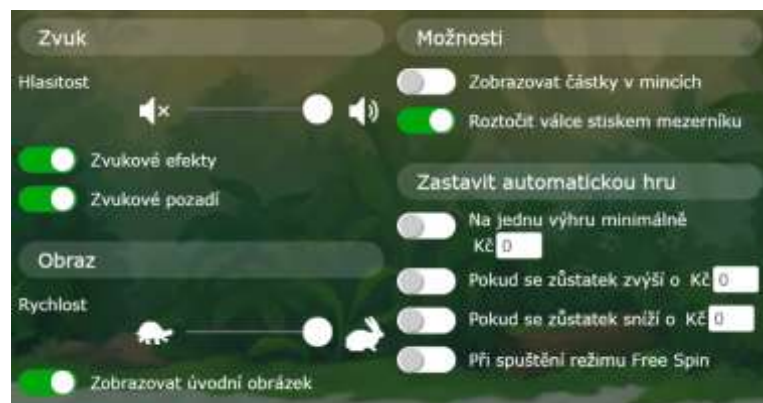 Zvuk
Hlasitost
Zvukové efekty
Zvukové pozadí
Obraz
Rychlost
Zobrazovat úvodní obrázek
Možnosti
Zobrazovat částky v mincích
Roztočit válce stiskem mezerníku
Zastavit automatickou hru
Na jednu výhru minimálně
Kč 0
Pokud se zůstatek zvýší o Kč 0
Pokud se zůstatek sníží o Kč 0
Při spuštění režimu Free Spin